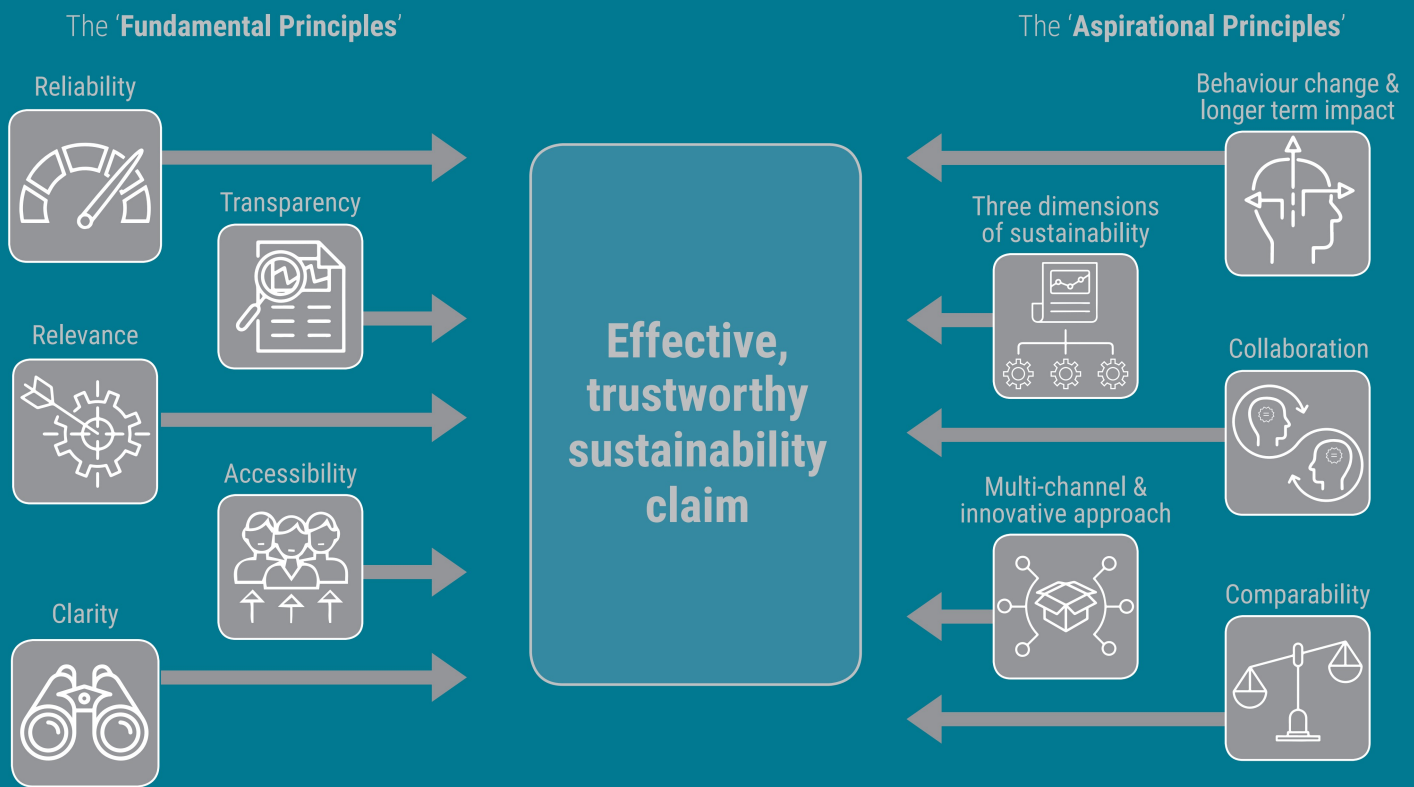 The ‘Fundamental Principles’
Reliability
Transparency
Relevance
Accessibility
Clarity
Effective,
trustworthy
sustainability
claim
The ‘Aspirational Principles’
Behaviour change &
longer term impact
Three dimensions
of sustainability
Collaboration
Multi-channel &
innovative approach
Comparability